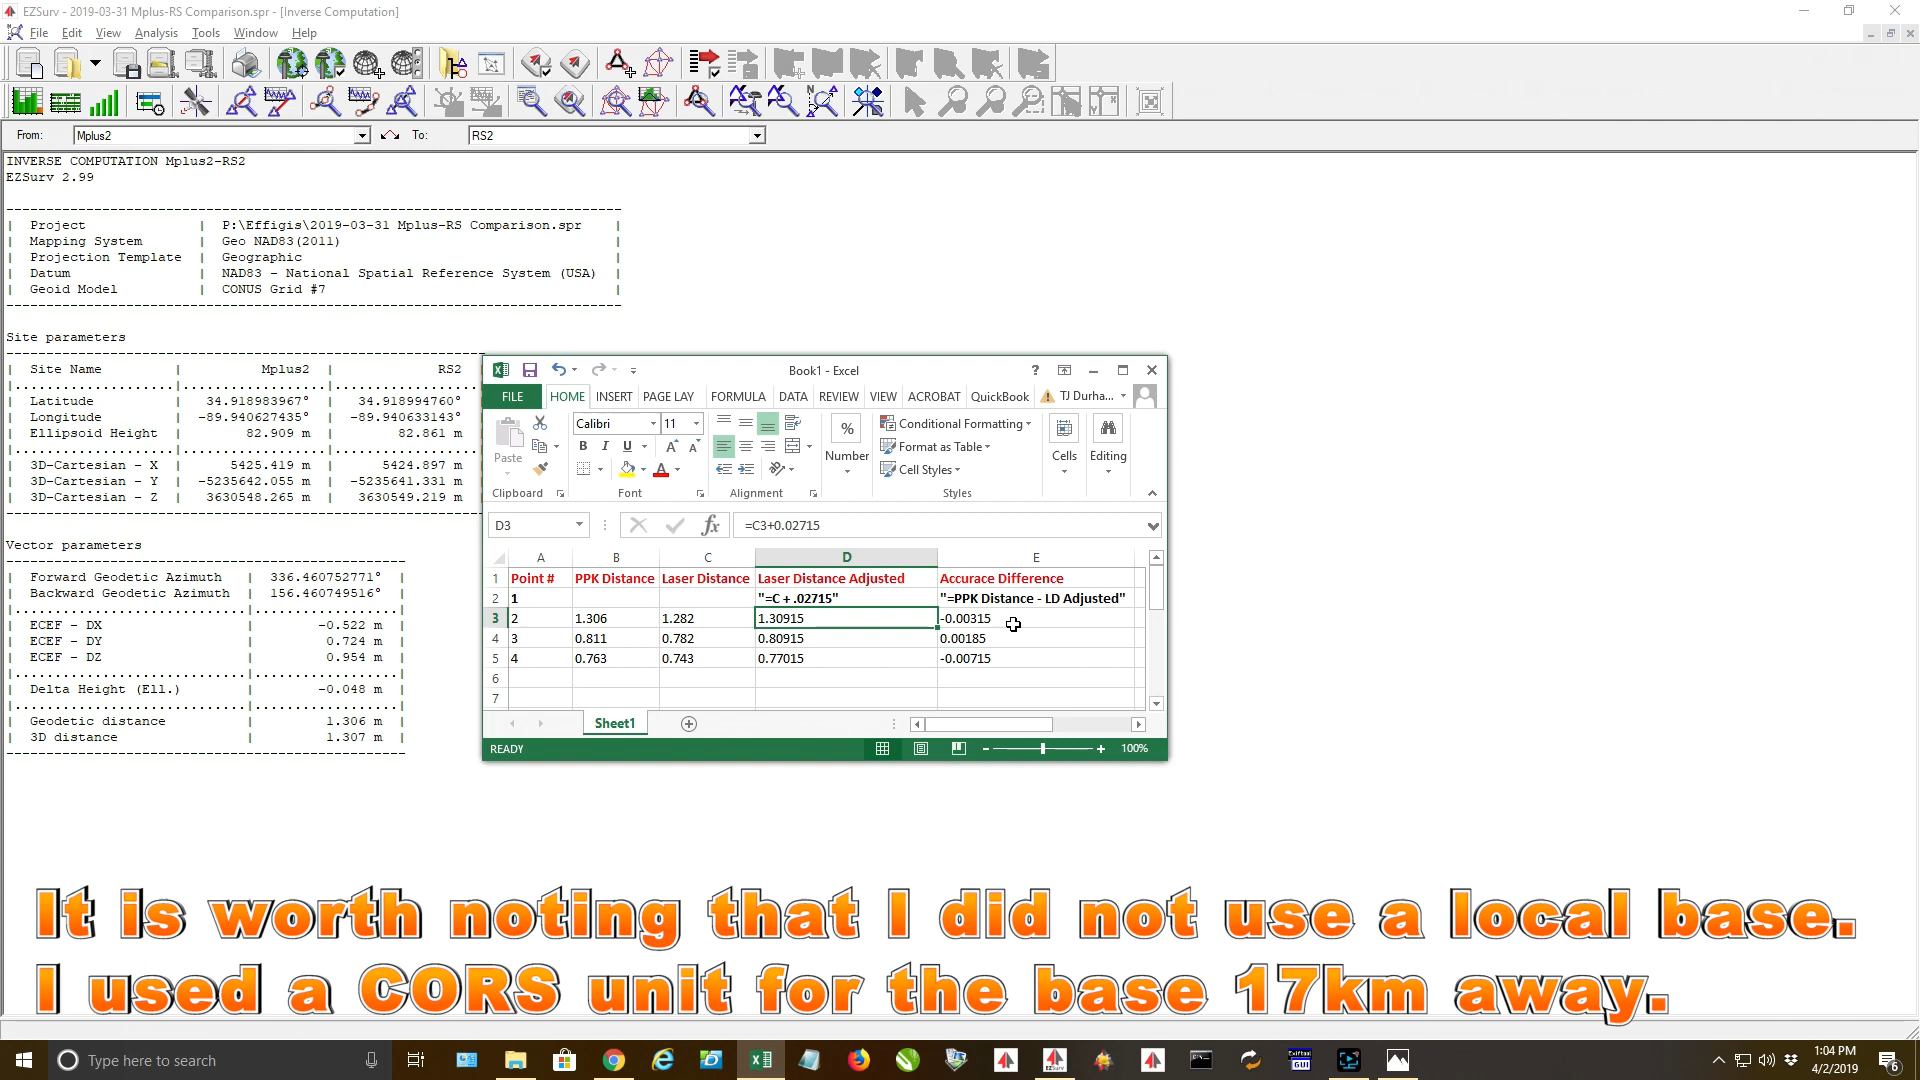 EZSurv - 2019-03-31 Mplus-RS Comparison.spr - [Inverse Computation]
File Edit View Analysis Tools Window Help
From: Mplus2 To: RS2
INVERSE COMPUTATION Mplus2-RS2
EZSurv 2.99
Project | P:\Effigis\2019-03-31 Mplus-RS Comparison.spr
Mapping System | Geo NAD83(2011)
Projection Template | Geographic
Datum | NAD83 - National Spatial Reference System (USA)
Geoid Model | CONUS Grid #7
Site parameters
Site Name | Mplus2 | RS2
Latitude | 34.918983967° | 34.918994760°
Longitude | -89.940627435° | -89.940633143°
Ellipsoid Height | 82.909 m | 82.861 m
3D-Cartesian - X | 5425.419 m | 5424.897 m
3D-Cartesian - Y | -5235642.055 m | -5235641.331 m
3D-Cartesian - Z | 3630548.265 m | 3630549.219 m
Vector parameters
Forward Geodetic Azimuth | 336.460752771°
Backward Geodetic Azimuth | 156.460749516°
ECEF - DX | -0.522 m
ECEF - DY | 0.724 m
ECEF - DZ | 0.954 m
Delta Height (Ell.) | -0.048 m
Geodetic distance | 1.306 m
3D distance | 1.307 m
Book1 - Excel
FILE HOME INSERT PAGE LAY FORMULA DATA REVIEW VIEW ACROBAT QuickBook TJ Durha...
Calibri 11
Paste
B I U
% Number
Conditional Formatting
Format as Table
Cell Styles
Cells Editing
Clipboard Font Alignment Styles
D3 fx =C3+0.02715
A B C D E
1 Point # PPK Distance Laser Distance Laser Distance Adjusted Accurace Difference
2 1 "=C + .02715" "=PPK Distance - LD Adjusted"
3 2 1.306 1.282 1.30915 -0.00315
4 3 0.811 0.782 0.80915 0.00185
5 4 0.763 0.743 0.77015 -0.00715
6
7
Sheet1
READY 100%
It is worth noting that I did not use a local base.
I used a CORS unit for the base 17km away.
Type here to search
1:04 PM
4/2/2019
6